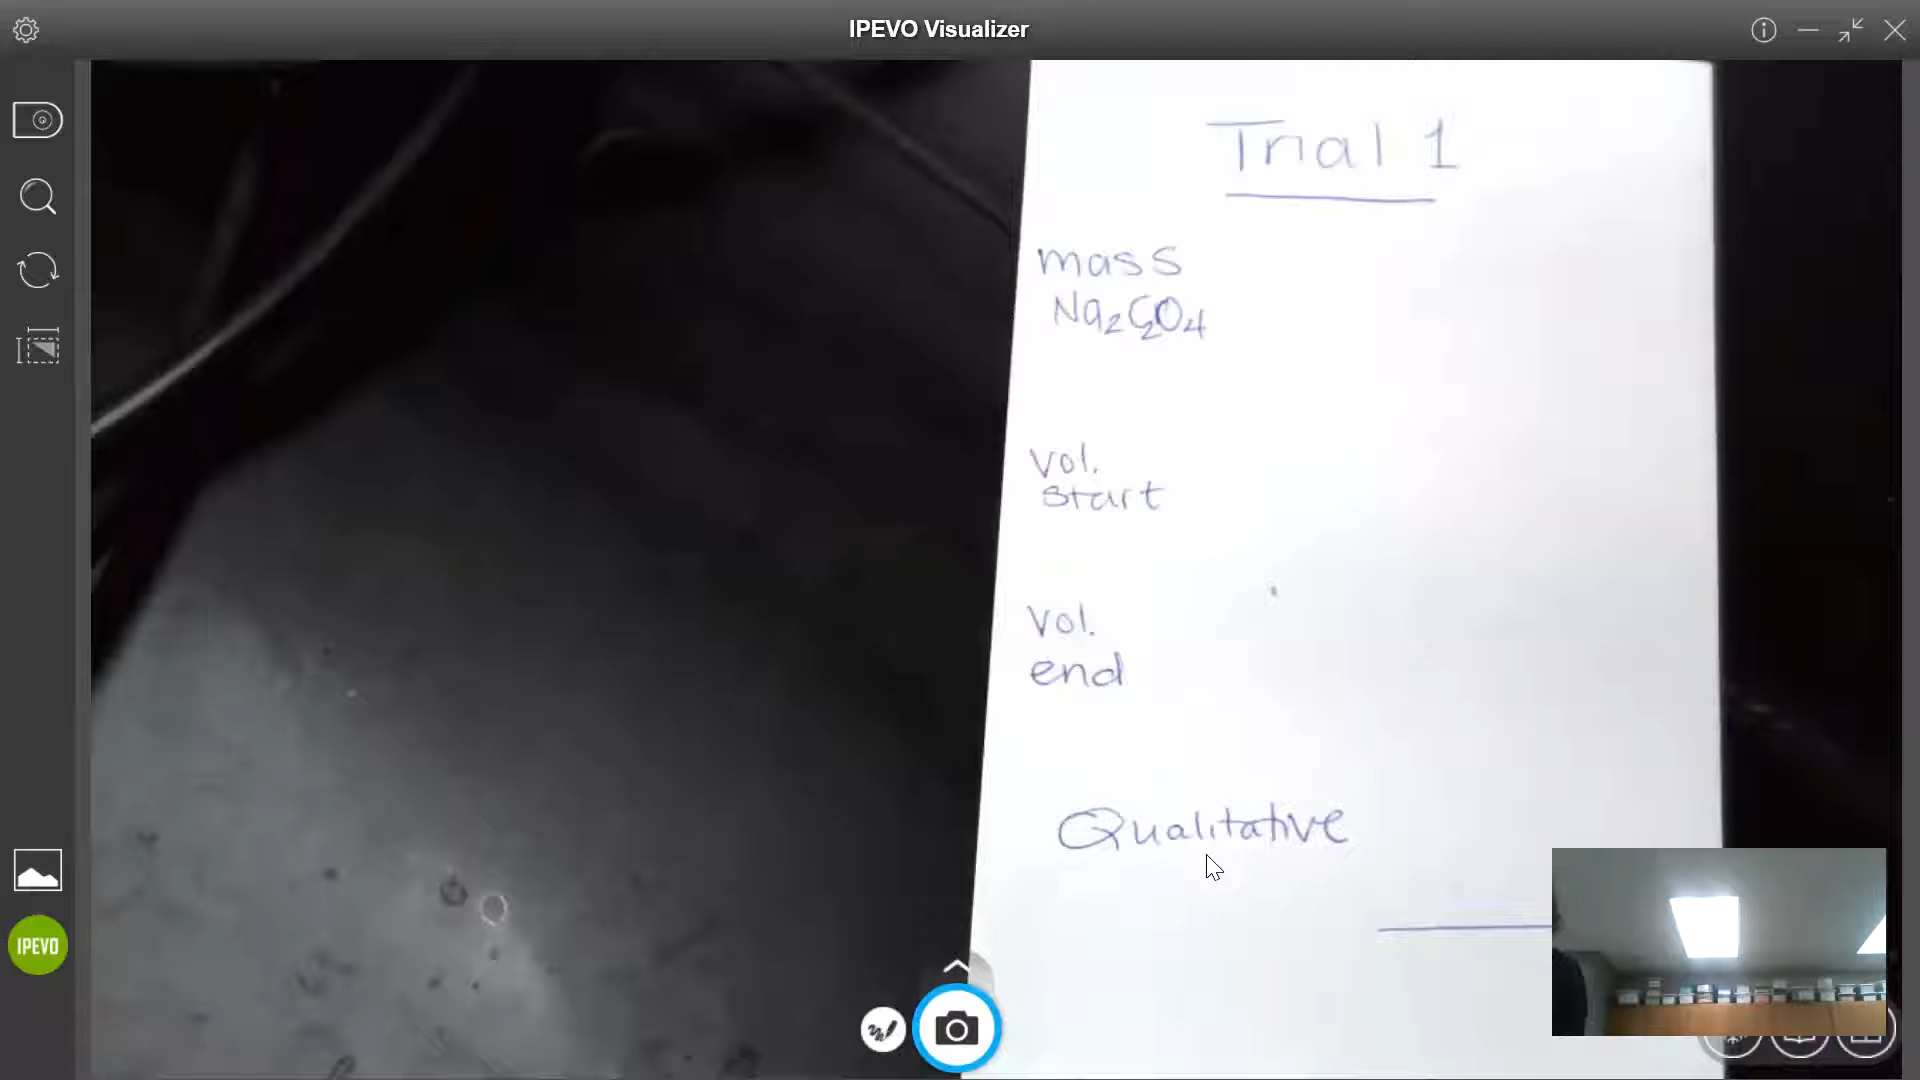 IPEVO Visualizer
Trial 1
mass
Na₂C₂O₄
Vol.
start
Vol.
end
Qualitative
IPEVO